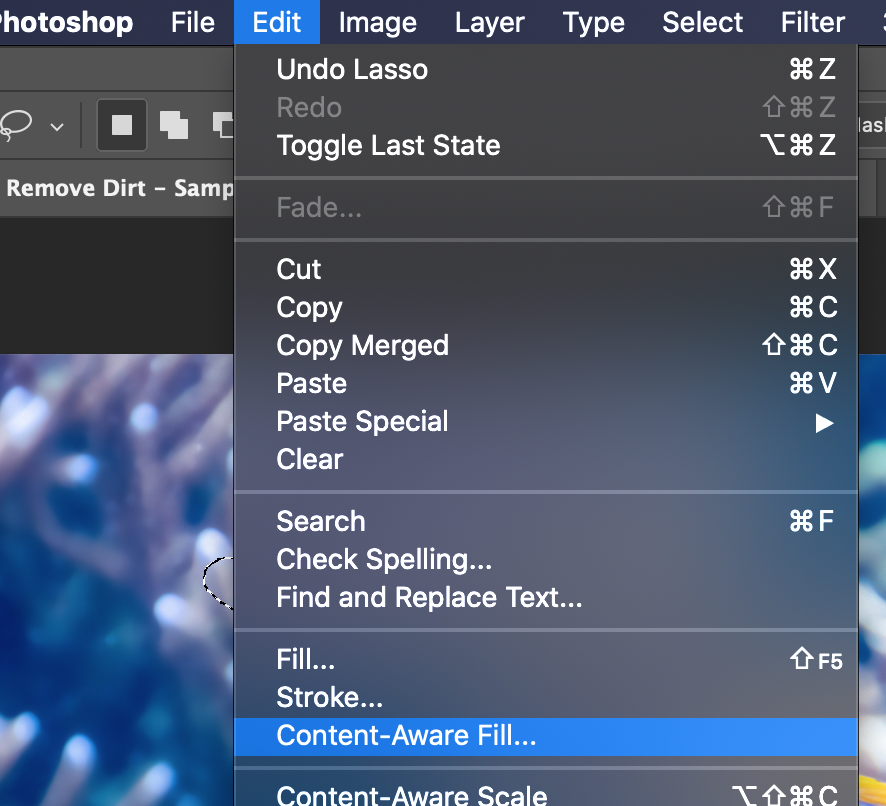 Photoshop File Edit Image Layer Type Select Filter
Undo Lasso ⌘Z
Redo ⇧⌘Z
Toggle Last State ⌥⌘Z
Remove Dirt – Samp
Fade... ⇧⌘F
Cut ⌘X
Copy ⌘C
Copy Merged ⇧⌘C
Paste ⌘V
Paste Special ▶
Clear
Search ⌘F
Check Spelling...
Find and Replace Text...
Fill... ⇧F5
Stroke...
Content-Aware Fill...
Content-Aware Scale ⌥⇧⌘C